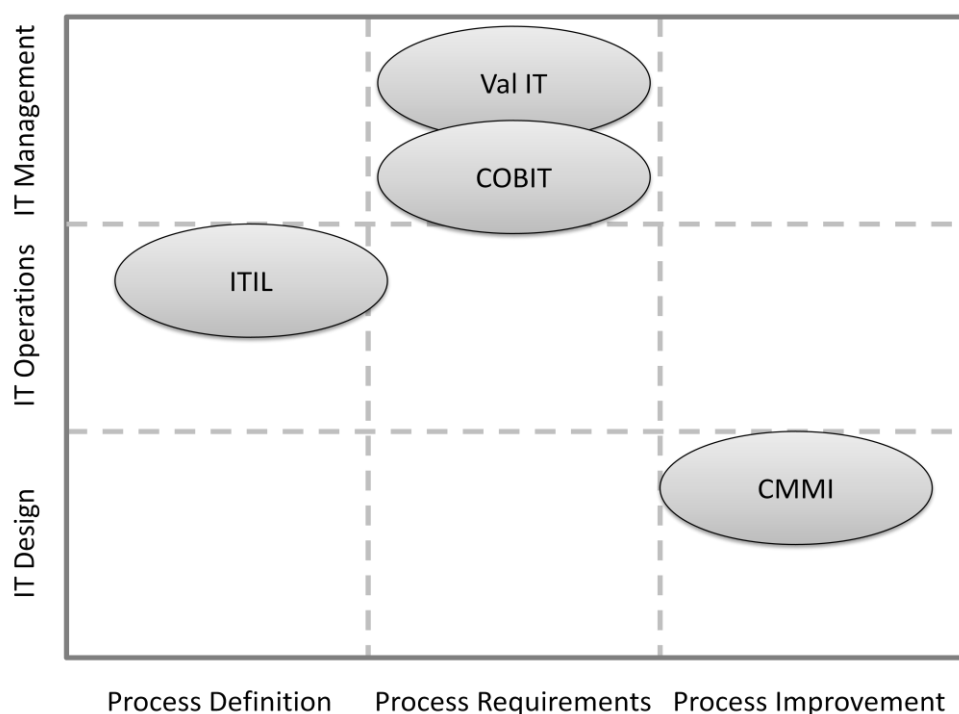 IT Management
Val IT
COBIT
IT Operations
ITIL
IT Design
CMMI
Process Definition
Process Requirements
Process Improvement